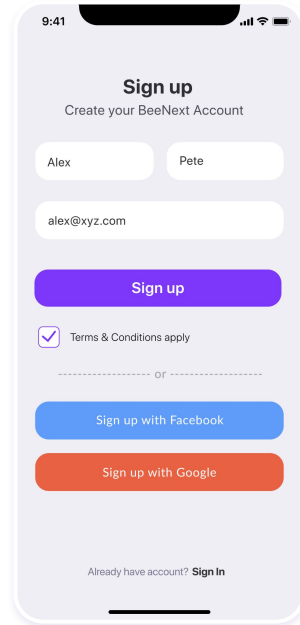 9:41
Sign up
Create your BeeNext Account
Alex Pete
alex@xyz.com
Sign up
Terms & Conditions apply
------------------- or -------------------
Sign up with Facebook
Sign up with Google
Already have account? Sign In